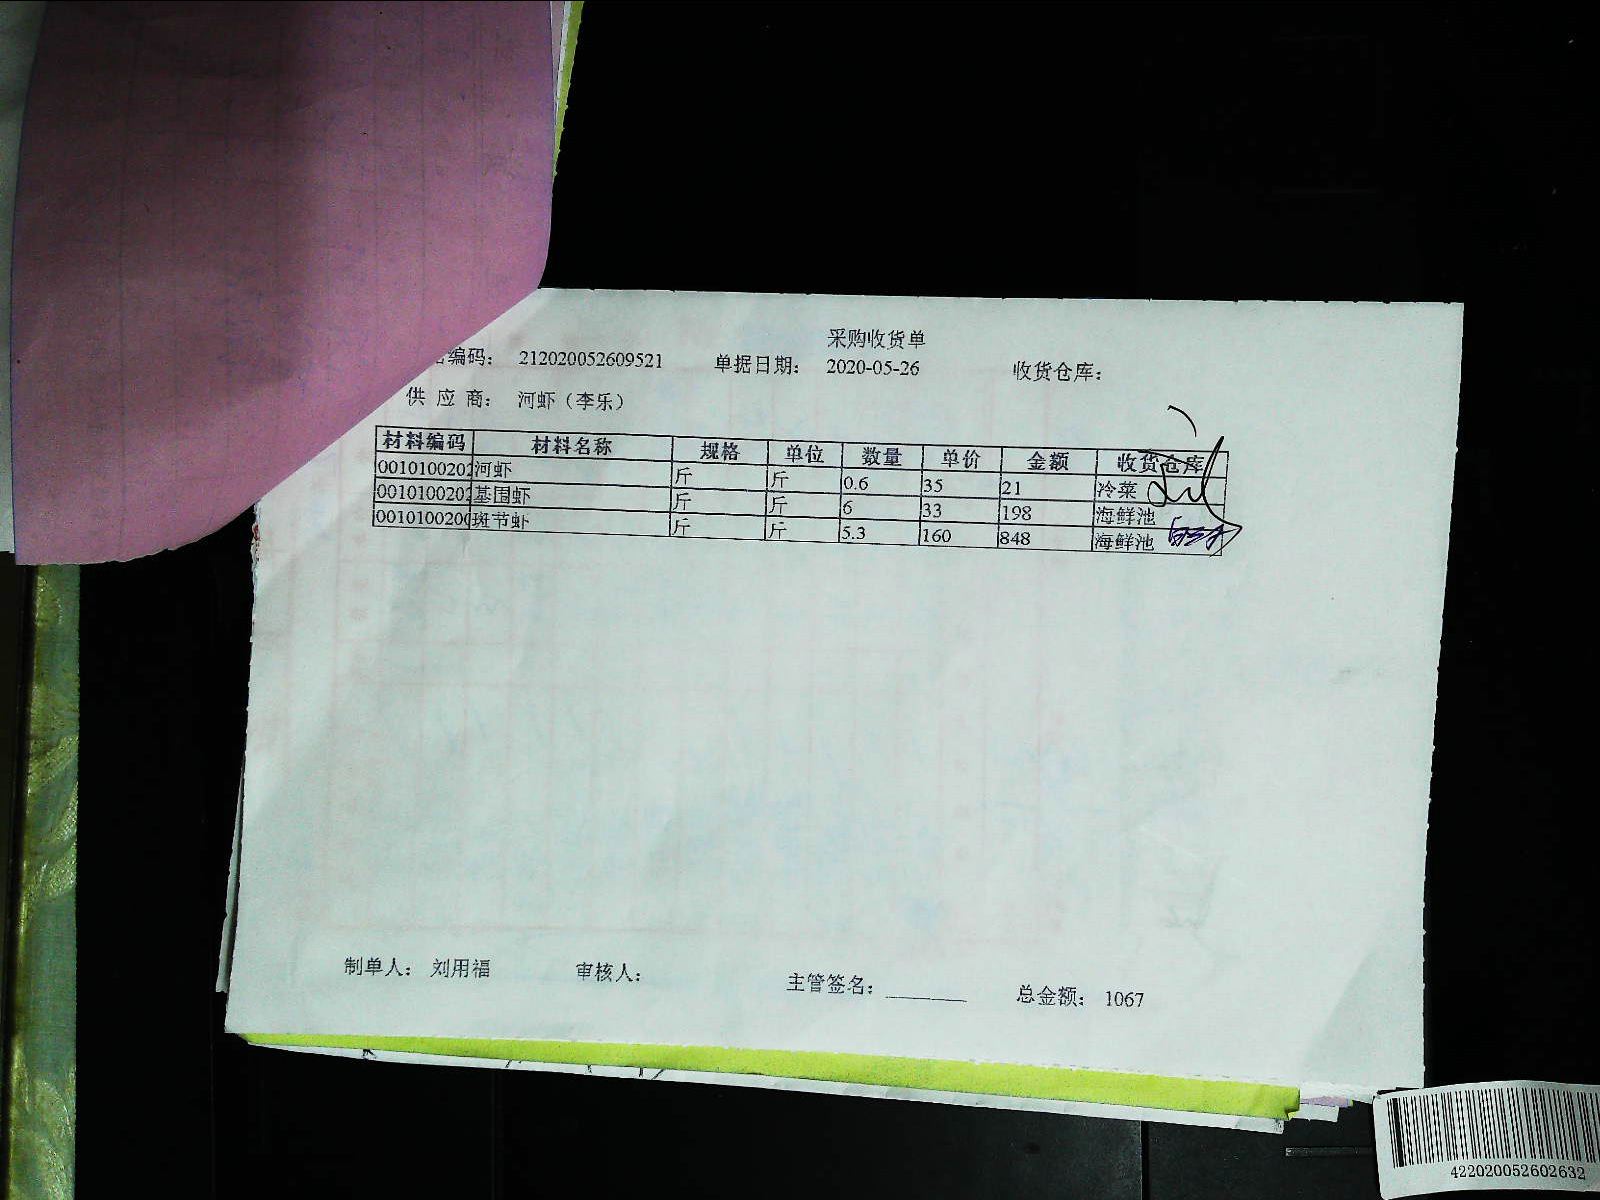 采购收货单
编码： 212020052609521 单据日期： 2020-05-26 收货仓库：
供 应 商： 河虾（李乐）
材料编码 材料名称 规格 单位 数量 单价 金额 收货仓库
0010100202 河虾 斤 斤 0.6 35 21 冷菜
0010100202 基围虾 斤 斤 6 33 198 海鲜池
001010020 斑节虾 斤 斤 5.3 160 848 海鲜池
制单人： 刘用福 审核人： 主管签名： 总金额： 1067
422020052602632